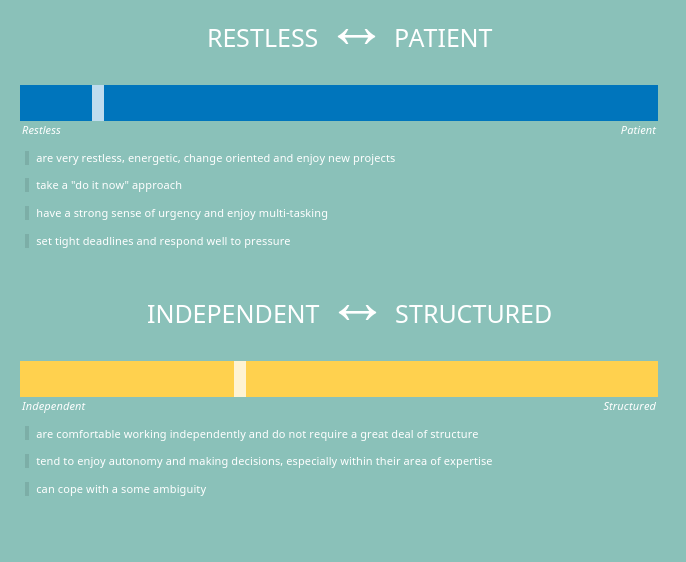 RESTLESS ↔ PATIENT
Restless Patient
are very restless, energetic, change oriented and enjoy new projects
take a "do it now" approach
have a strong sense of urgency and enjoy multi-tasking
set tight deadlines and respond well to pressure
INDEPENDENT ↔ STRUCTURED
Independent Structured
are comfortable working independently and do not require a great deal of structure
tend to enjoy autonomy and making decisions, especially within their area of expertise
can cope with a some ambiguity